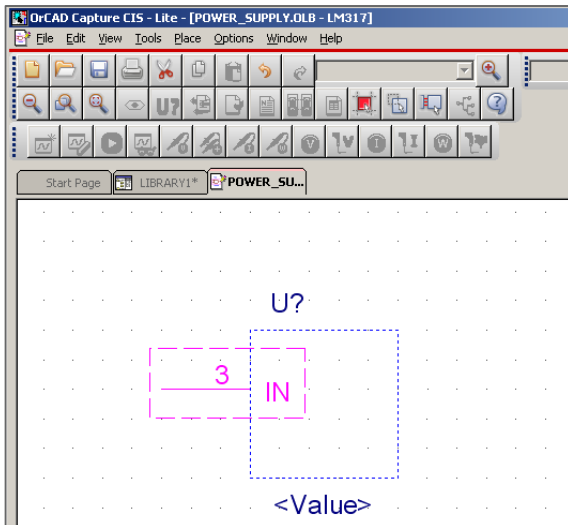 OrCAD Capture CIS - Lite - [POWER_SUPPLY.OLB - LM317]
File Edit View Tools Place Options Window Help
U?
V I W
Start Page LIBRARY1* POWER_SU...
U?
3
IN
<Value>